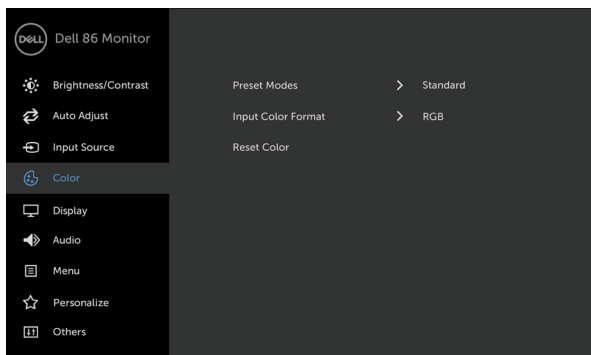 DELL Dell 86 Monitor
Brightness/Contrast
Auto Adjust
Input Source
Color
Display
Audio
Menu
Personalize
Others
Preset Modes > Standard
Input Color Format > RGB
Reset Color